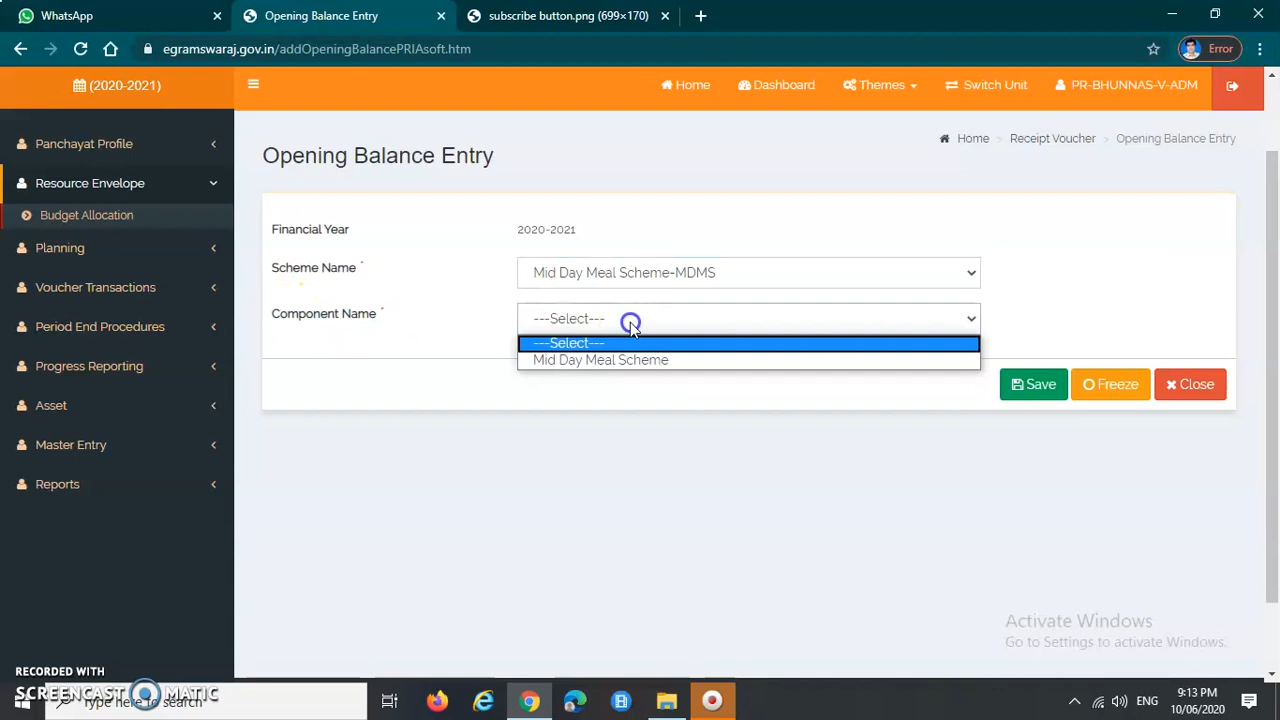 WhatsApp
Opening Balance Entry
subscribe button.png (699×170)
egramswaraj.gov.in/addOpeningBalancePRIAsoft.htm
Error
(2020-2021)
Home
Dashboard
Themes
Switch Unit
PR-BHUNNAS-V-ADM
Panchayat Profile
Resource Envelope
Budget Allocation
Planning
Voucher Transactions
Period End Procedures
Progress Reporting
Asset
Master Entry
Reports
Home > Receipt Voucher > Opening Balance Entry
Opening Balance Entry
Financial Year
2020-2021
Scheme Name *
Mid Day Meal Scheme-MDMS
Component Name *
---Select---
---Select---
Mid Day Meal Scheme
Save
Freeze
Close
Activate Windows
Go to Settings to activate Windows.
RECORDED WITH
SCREENCAST MATIC
Type here to search
ENG
9:13 PM
10/06/2020